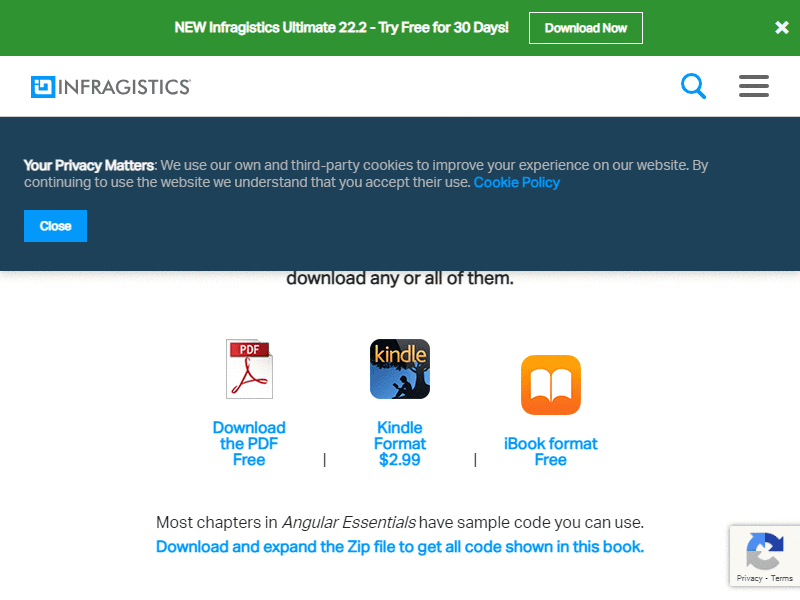 NEW Infragistics Ultimate 22.2 - Try Free for 30 Days!
Download Now
INFRAGISTICS
Your Privacy Matters: We use our own and third-party cookies to improve your experience on our website. By
continuing to use the website we understand that you accept their use. Cookie Policy
Close
download any or all of them.
PDF
kindle
Download
the PDF
Free
|
Kindle
Format
$2.99
|
iBook format
Free
Most chapters in Angular Essentials have sample code you can use.
Download and expand the Zip file to get all code shown in this book.
Privacy - Terms